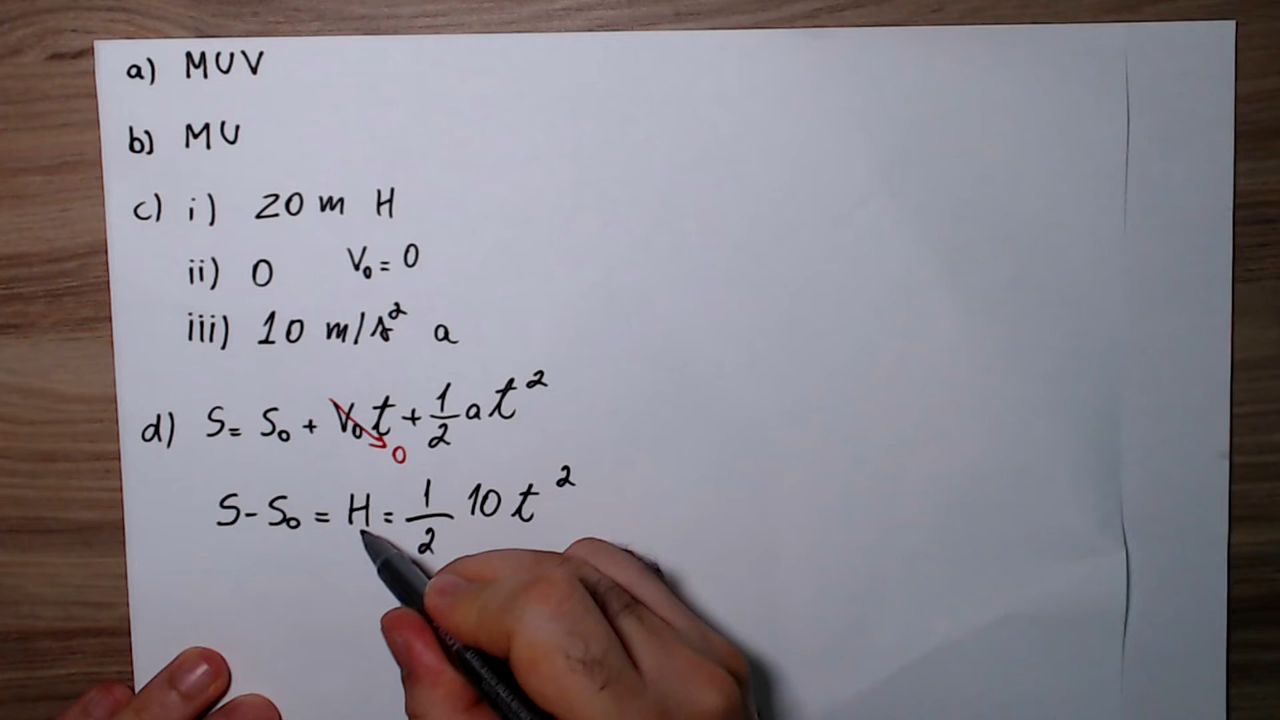 a) MUV
b) MU
c) i) 20 m H
ii) 0 V₀ = 0
iii) 10 m/s² a
d) S = S₀ + V₀t + 1/2 at²
0
S - S₀ = H = 1/2 10 t²